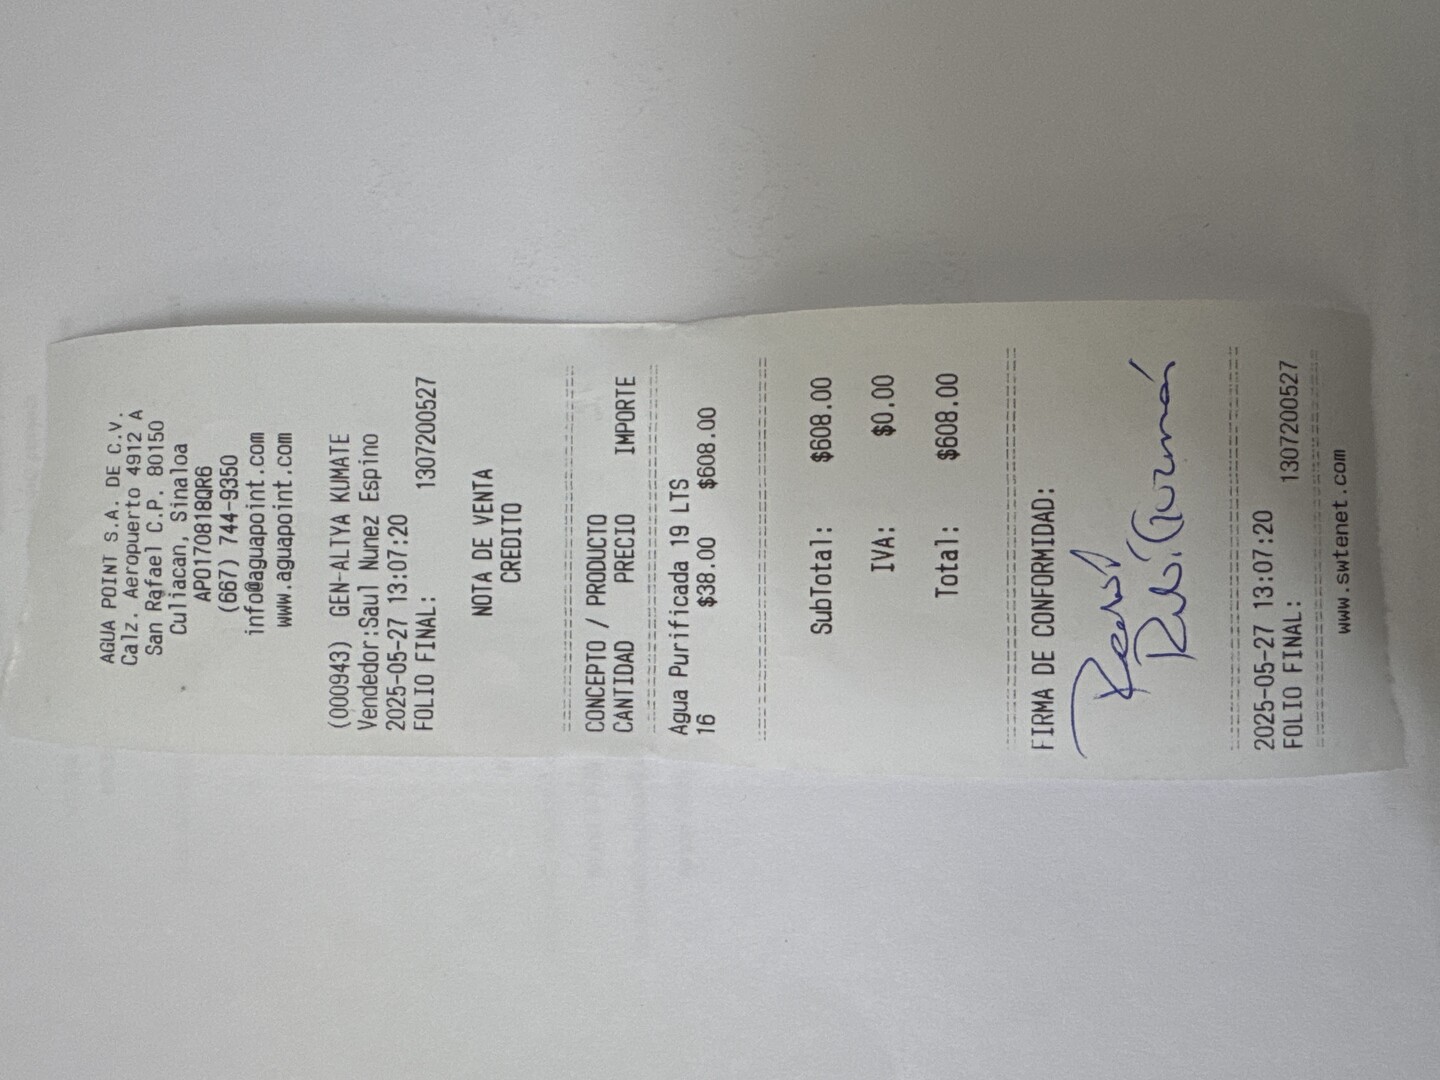 AGUA POINT S.A. DE C.V.
Calz. Aeropuerto 4912 A
San Rafael C.P. 80150
Culiacan, Sinaloa
APO170818QR6
(667) 744-9350
info@aguapoint.com
www.aguapoint.com
(000943) GEN-ALTYA KUMATE
Vendedor:Saul Nunez Espino
2025-05-27 13:07:20
FOLIO FINAL: 1307200527
NOTA DE VENTA
CREDITO
CONCEPTO / PRODUCTO
CANTIDAD PRECIO IMPORTE
Agua Purificada 19 LTS
16 $38.00 $608.00
SubTotal: $608.00
IVA: $0.00
Total: $608.00
FIRMA DE CONFORMIDAD:
Guzmán
2025-05-27 13:07:20
FOLIO FINAL: 1307200527
www.swtenet.com